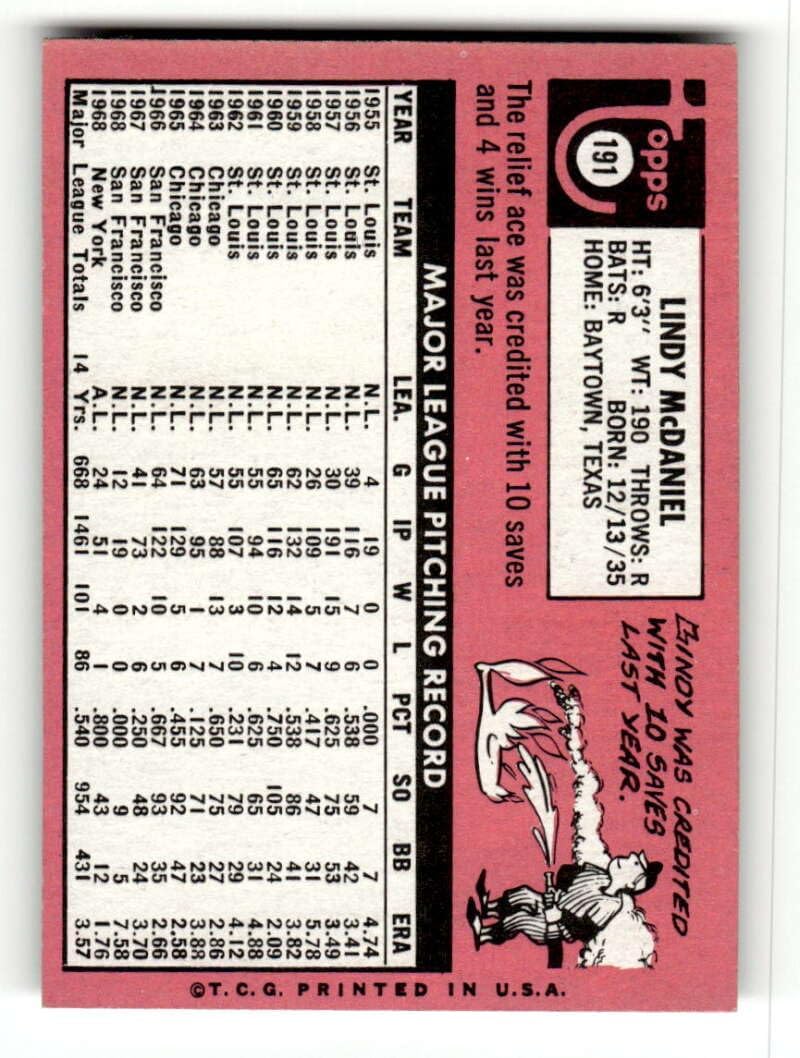 Topps
191
LINDY McDANIEL
HT: 6'3" WT: 190 THROWS: R
BATS: R BORN: 12/13/35
HOME: BAYTOWN, TEXAS
LINDY WAS CREDITED
WITH 10 SAVES
LAST YEAR.
The relief ace was credited with 10 saves
and 4 wins last year.
MAJOR LEAGUE PITCHING RECORD
YEAR TEAM LEA. G IP W L PCT SO BB ERA
1955 St. Louis N.L. 4 19 0 0 .000 7 7 4.74
1956 St. Louis N.L. 39 116 7 6 .538 59 42 3.41
1957 St. Louis N.L. 30 191 15 9 .625 75 53 3.49
1958 St. Louis N.L. 26 109 5 7 .417 47 31 5.78
1959 St. Louis N.L. 62 132 14 12 .538 86 41 3.82
1960 St. Louis N.L. 65 116 12 4 .750 105 24 2.09
1961 St. Louis N.L. 55 94 10 6 .625 65 31 4.88
1962 St. Louis N.L. 55 107 3 10 .231 79 29 4.12
1963 Chicago N.L. 57 88 13 7 .650 75 27 2.86
1964 Chicago N.L. 63 95 1 7 .125 71 23 3.88
1965 Chicago N.L. 71 129 5 6 .455 92 47 2.58
1966 San Francisco N.L. 64 122 10 5 .667 93 35 2.66
1967 San Francisco N.L. 41 73 2 6 .250 48 24 3.70
1968 San Francisco N.L. 12 19 0 0 .000 9 5 7.58
1968 New York A.L. 24 51 4 1 .800 43 12 1.76
Major League Totals 14 Yrs. 668 1461 101 86 .540 954 431 3.57
©T.C.G. PRINTED IN U.S.A.